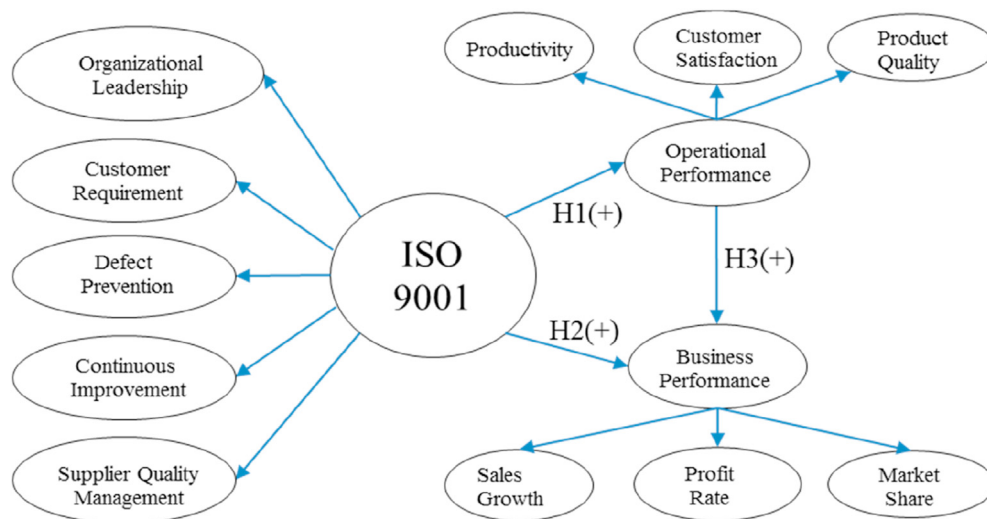 Organizational
Leadership
Customer
Requirement
Defect
Prevention
Continuous
Improvement
Supplier Quality
Management
ISO
9001
H1(+)
H2(+)
H3(+)
Productivity
Customer
Satisfaction
Product
Quality
Operational
Performance
Business
Performance
Sales
Growth
Profit
Rate
Market
Share